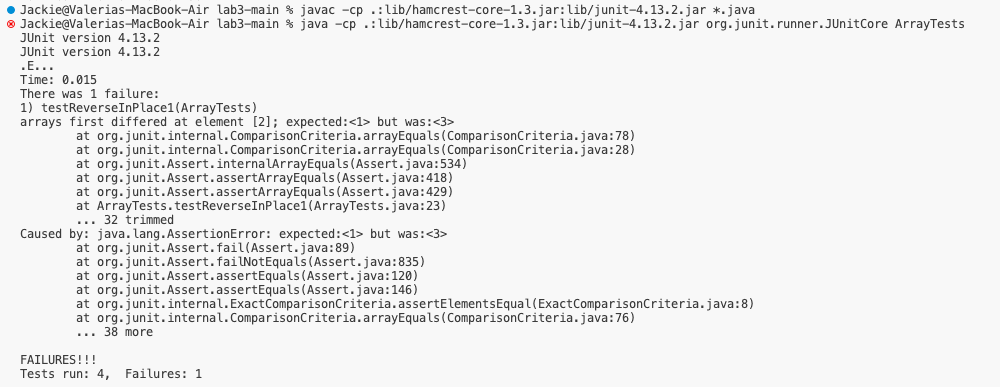 Jackie@Valerias-MacBook-Air lab3-main % javac -cp .:lib/hamcrest-core-1.3.jar:lib/junit-4.13.2.jar *.java
Jackie@Valerias-MacBook-Air lab3-main % java -cp .:lib/hamcrest-core-1.3.jar:lib/junit-4.13.2.jar org.junit.runner.JUnitCore ArrayTests
JUnit version 4.13.2
JUnit version 4.13.2
.E...
Time: 0.015
There was 1 failure:
1) testReverseInPlace1(ArrayTests)
arrays first differed at element [2]; expected:<1> but was:<3>
        at org.junit.internal.ComparisonCriteria.arrayEquals(ComparisonCriteria.java:78)
        at org.junit.internal.ComparisonCriteria.arrayEquals(ComparisonCriteria.java:28)
        at org.junit.Assert.internalArrayEquals(Assert.java:534)
        at org.junit.Assert.assertArrayEquals(Assert.java:418)
        at org.junit.Assert.assertArrayEquals(Assert.java:429)
        at ArrayTests.testReverseInPlace1(ArrayTests.java:23)
        ... 32 trimmed
Caused by: java.lang.AssertionError: expected:<1> but was:<3>
        at org.junit.Assert.fail(Assert.java:89)
        at org.junit.Assert.failNotEquals(Assert.java:835)
        at org.junit.Assert.assertEquals(Assert.java:120)
        at org.junit.Assert.assertEquals(Assert.java:146)
        at org.junit.internal.ExactComparisonCriteria.assertElementsEqual(ExactComparisonCriteria.java:8)
        at org.junit.internal.ComparisonCriteria.arrayEquals(ComparisonCriteria.java:76)
        ... 38 more
FAILURES!!!
Tests run: 4,  Failures: 1